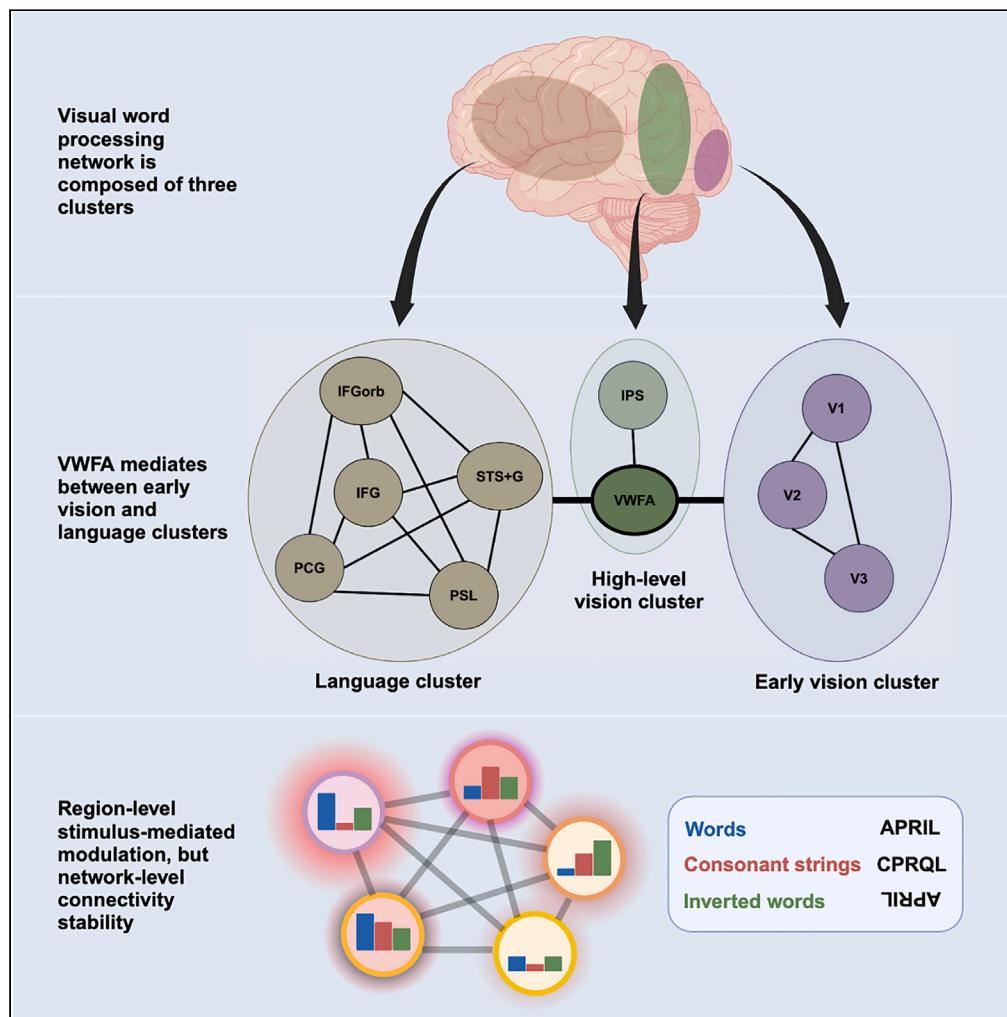 Visual word
processing
network is
composed of three
clusters
VWFA mediates
between early
vision and
language clusters
IFGorb
IFG
STS+G
PCG
PSL
Language cluster
IPS
VWFA
High-level
vision cluster
V1
V2
V3
Early vision cluster
Region-level
stimulus-mediated
modulation, but
network-level
connectivity
stability
Words APRIL
Consonant strings CPRQL
Inverted words APRIL